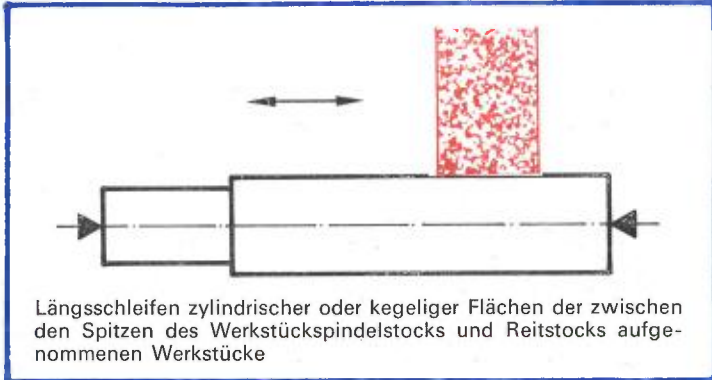 Längsschleifen zylindrischer oder kegeliger Flächen der zwischen
den Spitzen des Werkstückspindelstocks und Reitstocks aufge-
nommenen Werkstücke